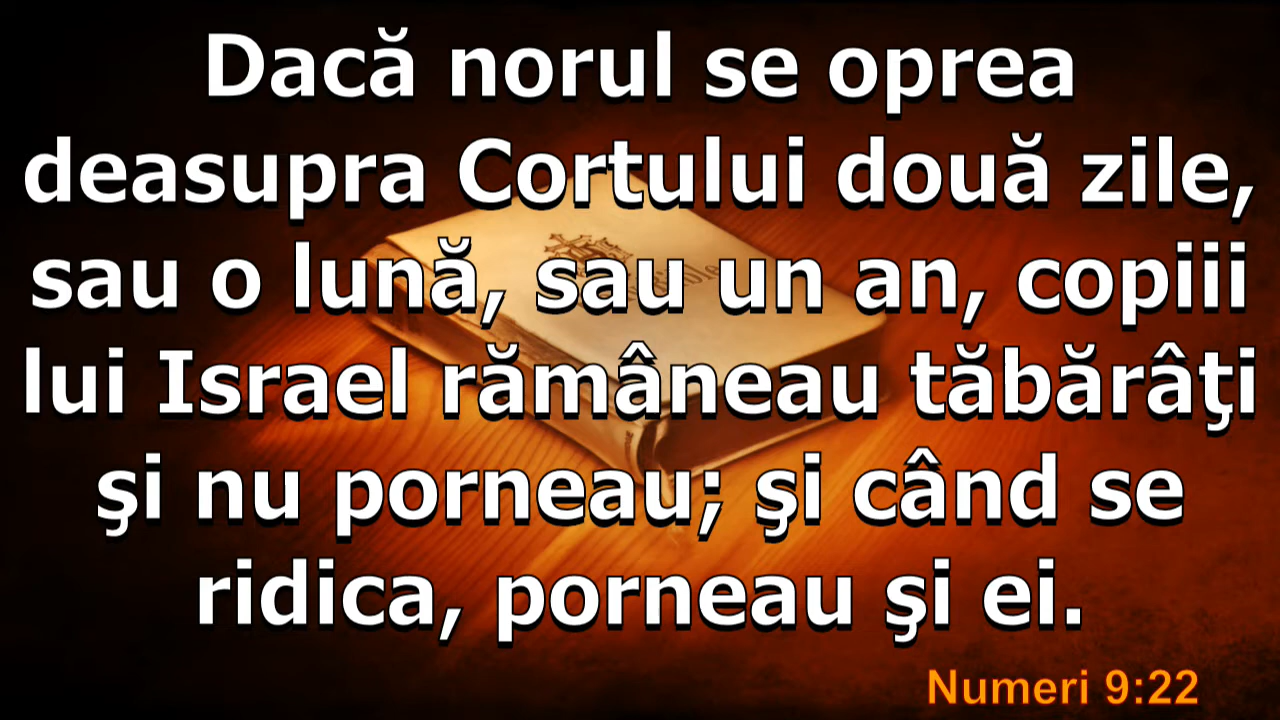 Dacă norul se oprea
deasupra Cortului două zile,
sau o lună, sau un an, copiii
lui Israel rămâneau tăbărâţi
şi nu porneau; şi când se
ridica, porneau şi ei.
Numeri 9:22